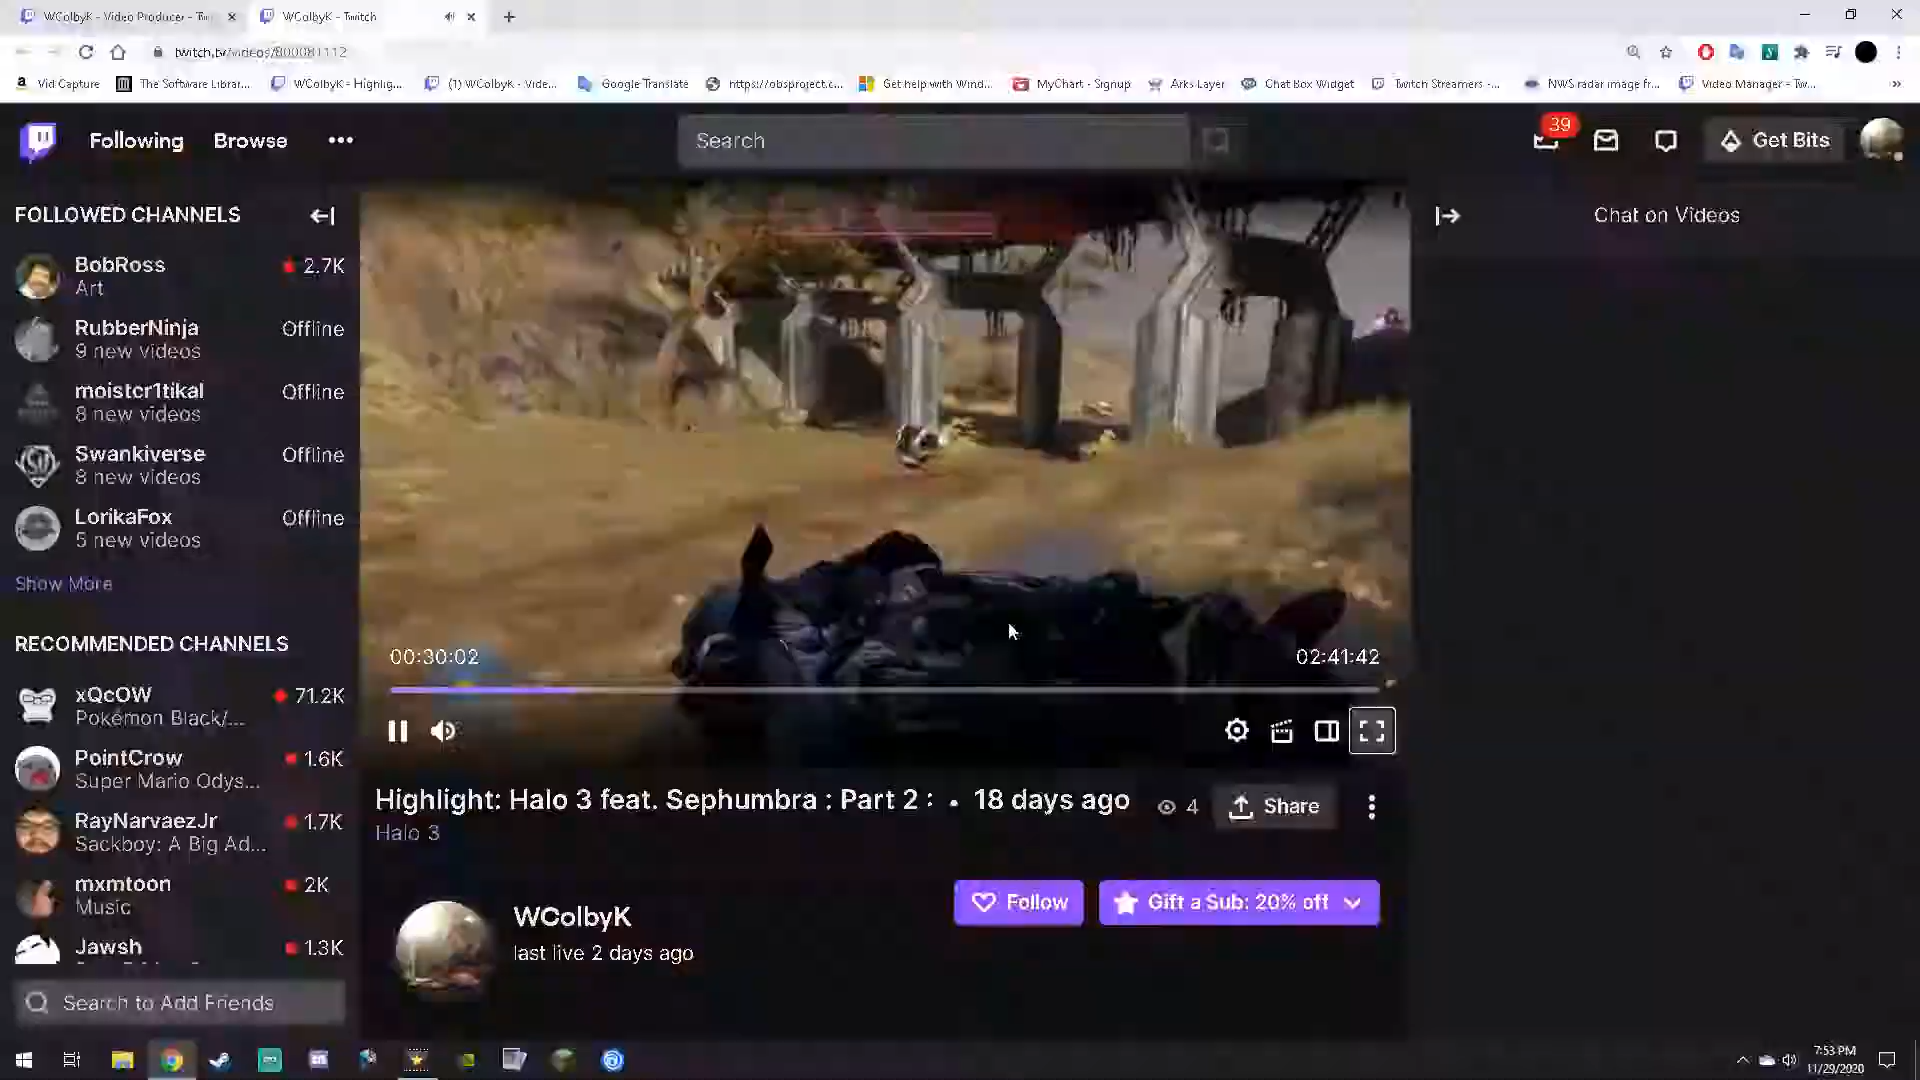 WColbyK - Video Producer - Tw
WColbyK - Twitch
twitch.tv/videos/800081112
Vid Capture
The Software Librar...
WColbyK - Highlig...
(1) WColbyK - Vide...
Google Translate
https://obsproject.c...
Get help with Wind...
MyChart - Signup
Arks Layer
Chat Box Widget
Twitch Streamers -...
NWS radar image fr...
Video Manager - Tw...
Following
Browse
Search
39
Get Bits
FOLLOWED CHANNELS
BobRoss
2.7K
Art
RubberNinja
Offline
9 new videos
moistcr1tikal
Offline
8 new videos
Swankiverse
Offline
8 new videos
LorikaFox
Offline
5 new videos
Show More
RECOMMENDED CHANNELS
xQcOW
71.2K
Pokémon Black/...
PointCrow
1.6K
Super Mario Odys...
RayNarvaezJr
1.7K
Sackboy: A Big Ad...
mxmtoon
2K
Music
Jawsh
1.3K
Search to Add Friends
Chat on Videos
00:30:02
02:41:42
Highlight: Halo 3 feat. Sephumbra : Part 2 : • 18 days ago
4
Share
Halo 3
WColbyK
last live 2 days ago
Follow
Gift a Sub: 20% off
7:53 PM
11/29/2020